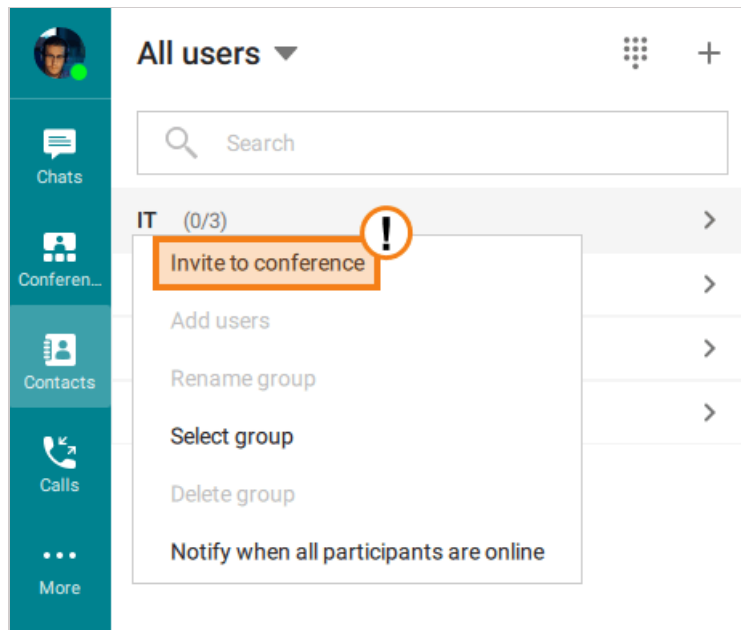 All users
Search
Chats
IT (0/3)
!
Invite to conference
Conferen...
Add users
Rename group
Contacts
Select group
Calls
Delete group
Notify when all participants are online
More